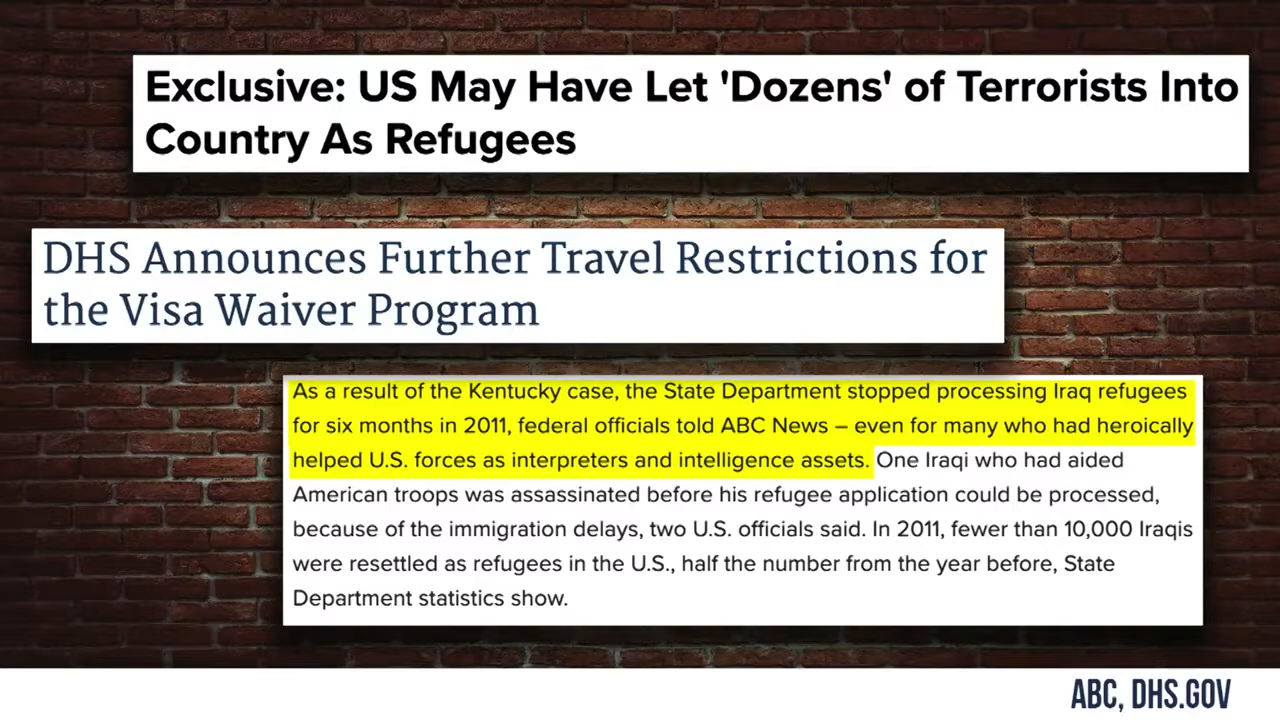 Exclusive: US May Have Let 'Dozens' of Terrorists Into
Country As Refugees
DHS Announces Further Travel Restrictions for
the Visa Waiver Program
As a result of the Kentucky case, the State Department stopped processing Iraq refugees
for six months in 2011, federal officials told ABC News – even for many who had heroically
helped U.S. forces as interpreters and intelligence assets. One Iraqi who had aided
American troops was assassinated before his refugee application could be processed,
because of the immigration delays, two U.S. officials said. In 2011, fewer than 10,000 Iraqis
were resettled as refugees in the U.S., half the number from the year before, State
Department statistics show.
ABC, DHS.GOV